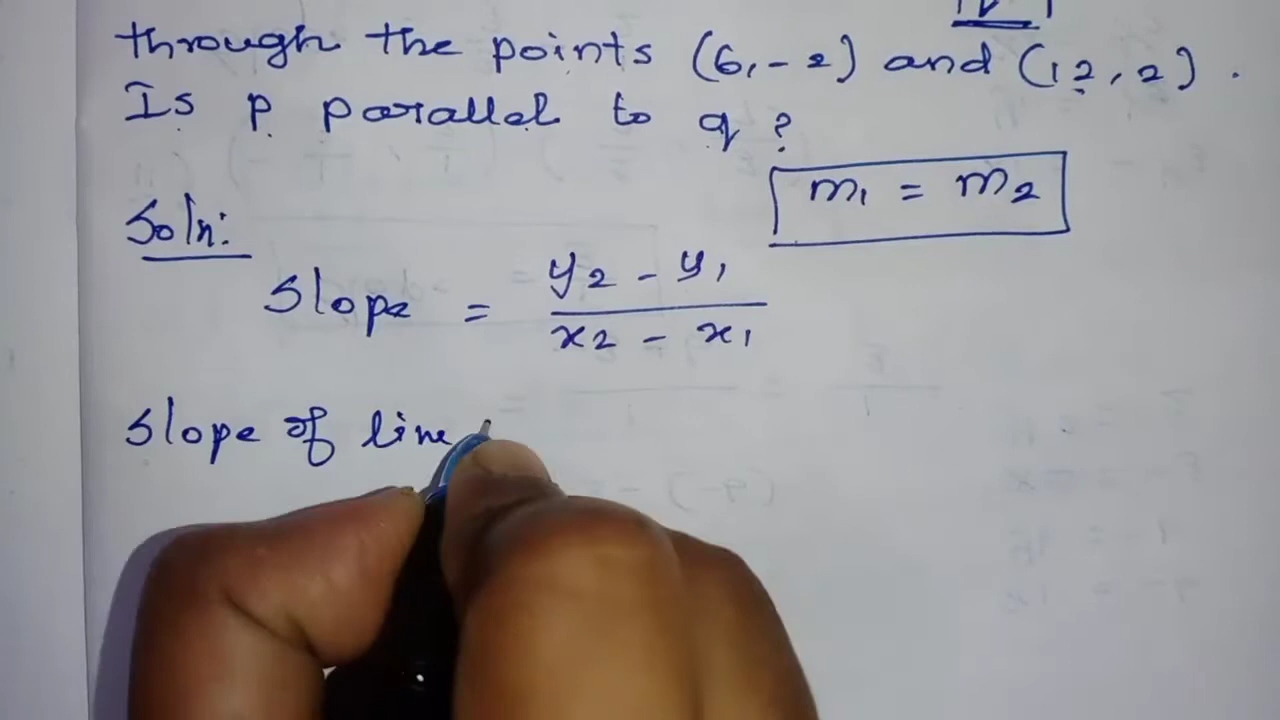 through the points (6,-2) and (12, 2).
Is p parallel to q?
m₁ = m₂
Soln:
Slope = y₂ - y₁ / x₂ - x₁
Slope of line